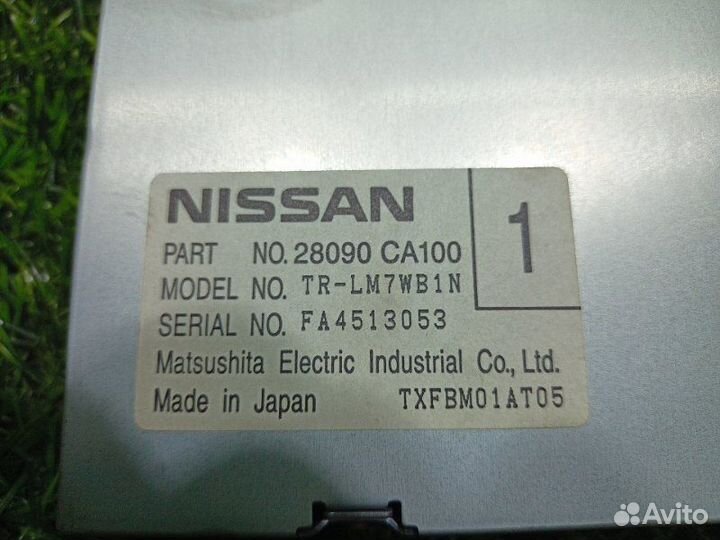 NISSAN
1
PART NO. 28090 CA100
MODEL NO. TR-LM7WB1N
SERIAL NO. FA4513053
Matsushita Electric Industrial Co., Ltd.
Made in Japan TXFBM01AT05
Avito